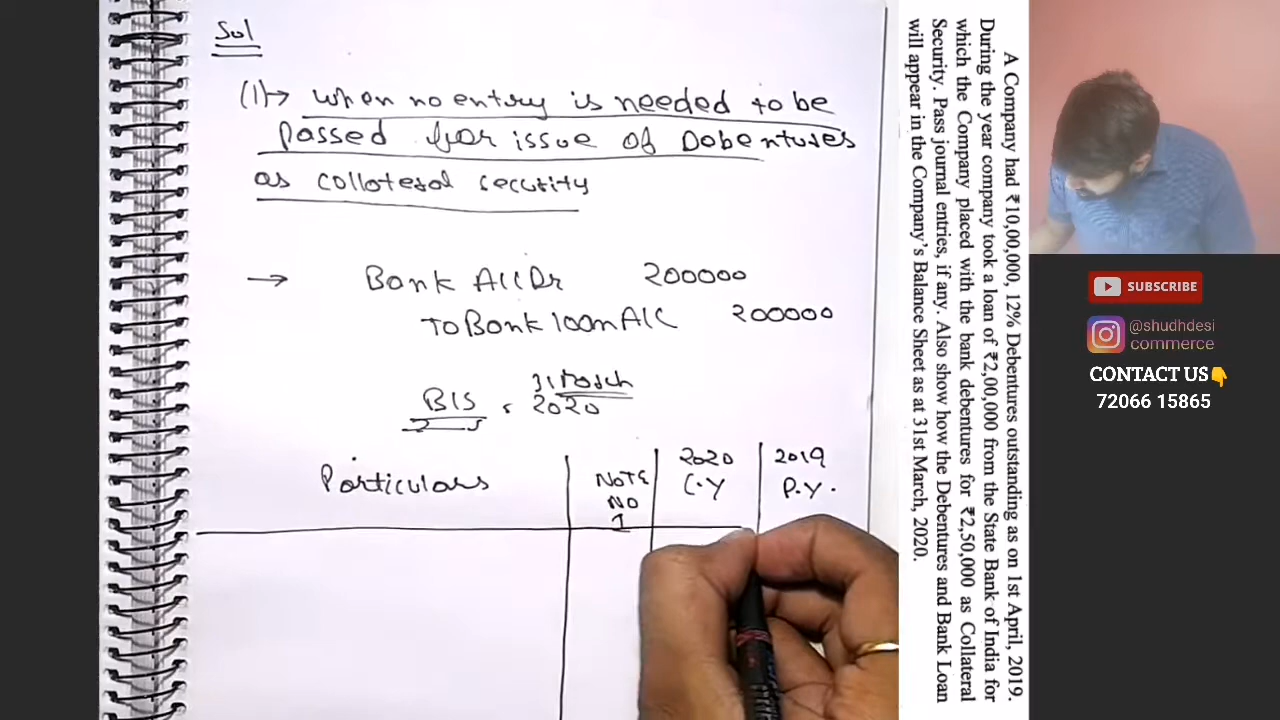 Sol
(1)→ when no entry is needed to be
passed for issue of Debentures
as collateral security
→ Bank A/c Dr 200000
To Bank loan A/c 200000
B/S , 31 March
2020
Particulars
NOTE
NO
1
2020
C.Y
2019
P.Y.
A Company had ₹10,00,000, 12% Debentures outstanding as on 1st April, 2019.
During the year company took a loan of ₹2,00,000 from the State Bank of India for
which the Company placed with the bank debentures for ₹2,50,000 as Collateral
Security. Pass journal entries, if any. Also show how the Debentures and Bank Loan
will appear in the Company's Balance Sheet as at 31st March, 2020.
SUBSCRIBE
@shudhdesi
commerce
CONTACT US👇
72066 15865